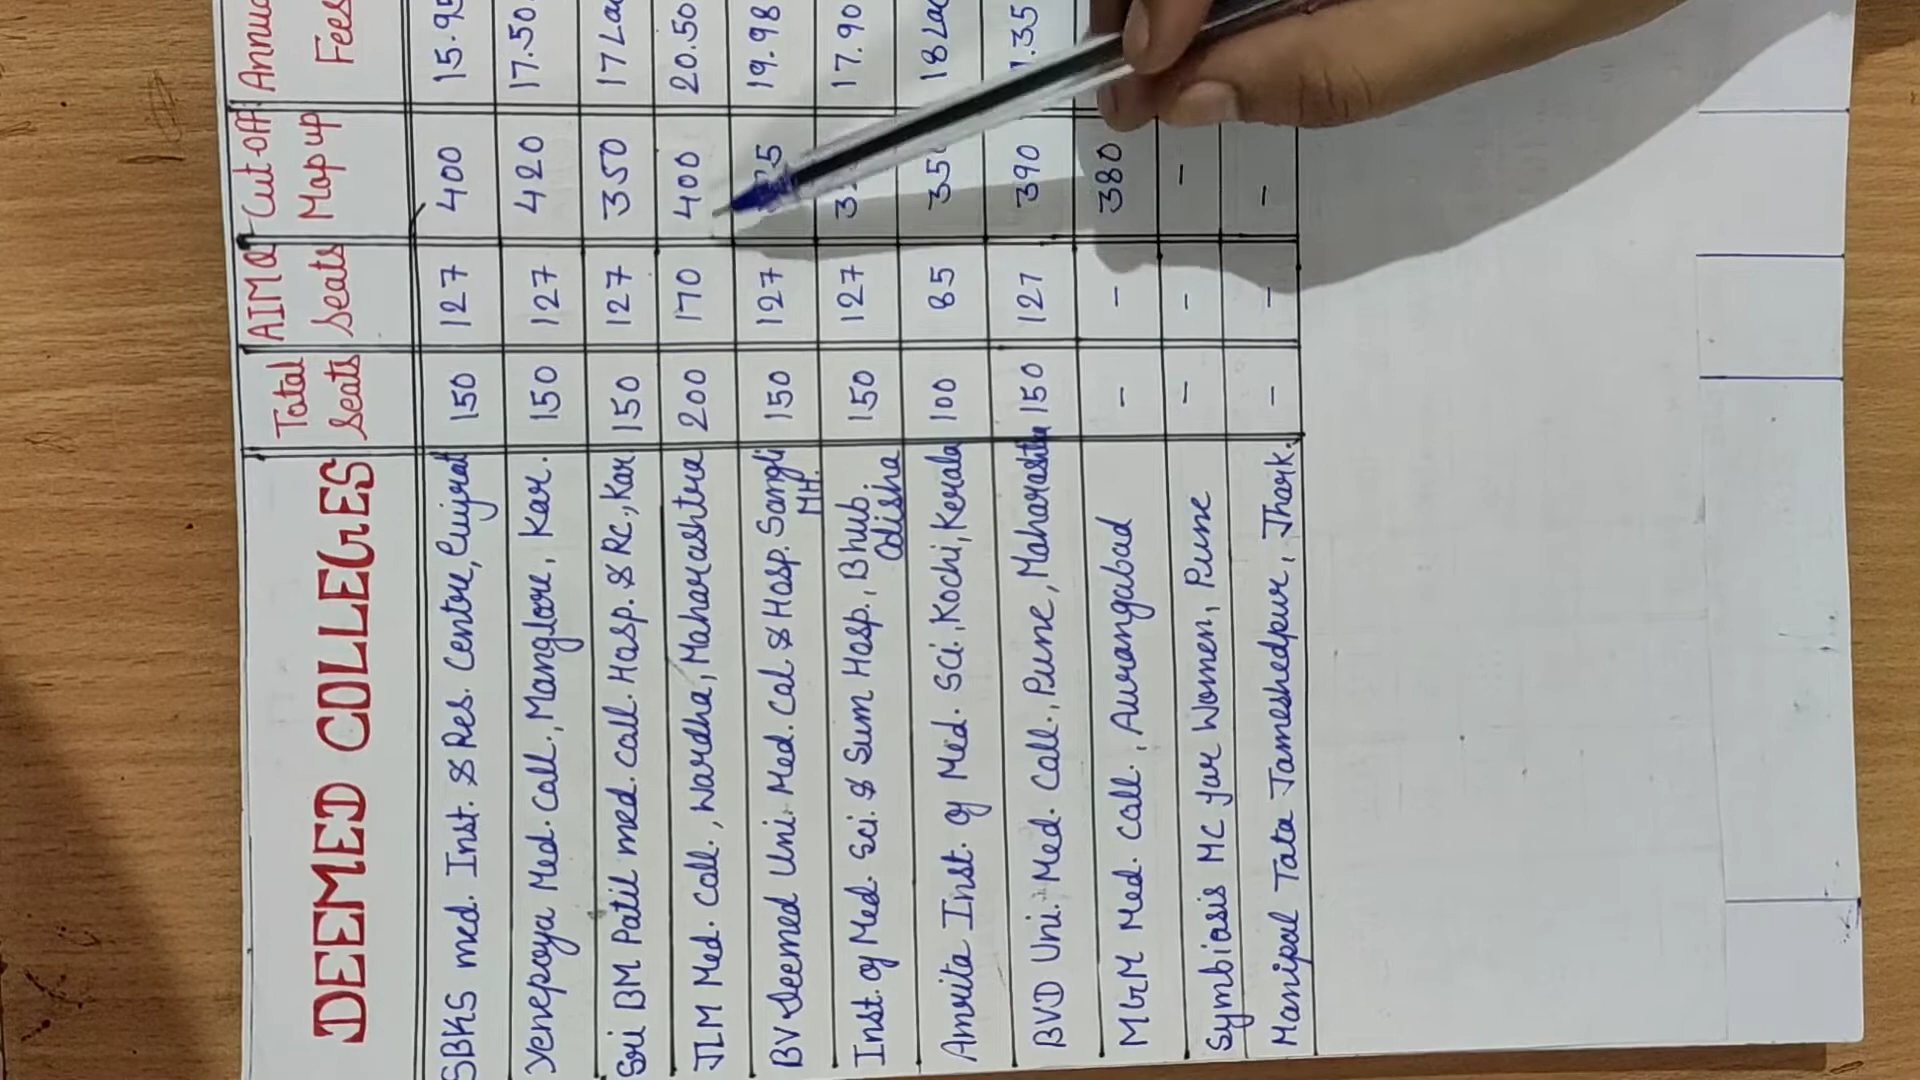 DEEMED COLLEGES Total Seats AIMQ Seats Cut off Mop up Annu Fees
SBKS med. Inst. & Res. Centre, Gujrat 150 127 400 15.95
Yenepoya Med. Coll., Manglore, Kar. 150 127 420 17.50
Sri BM Patil med. Coll. Hosp. & Rc., Kar 150 127 350 17 Lac
JLM Med. Coll., Wardha, Maharashtra 200 170 400 20.50
BV Deemed Uni. Med. Col & Hosp. Sangli MH. 150 127 19.98
Inst. of Med. Sci. & Sum Hosp., Bhub. Odisha 150 127 17.90
Amrita Inst. of Med. Sci. Kochi, Kerala 100 85 18 Lac
BVD Uni. Med. Coll., Pune, Maharashtra 150 127 390 .35
MGM Med. Coll., Aurangabad - - 380
Symbiosis MC for Women, Pune - - -
Manipal Tata Jameshedpur, Jhark. - - -